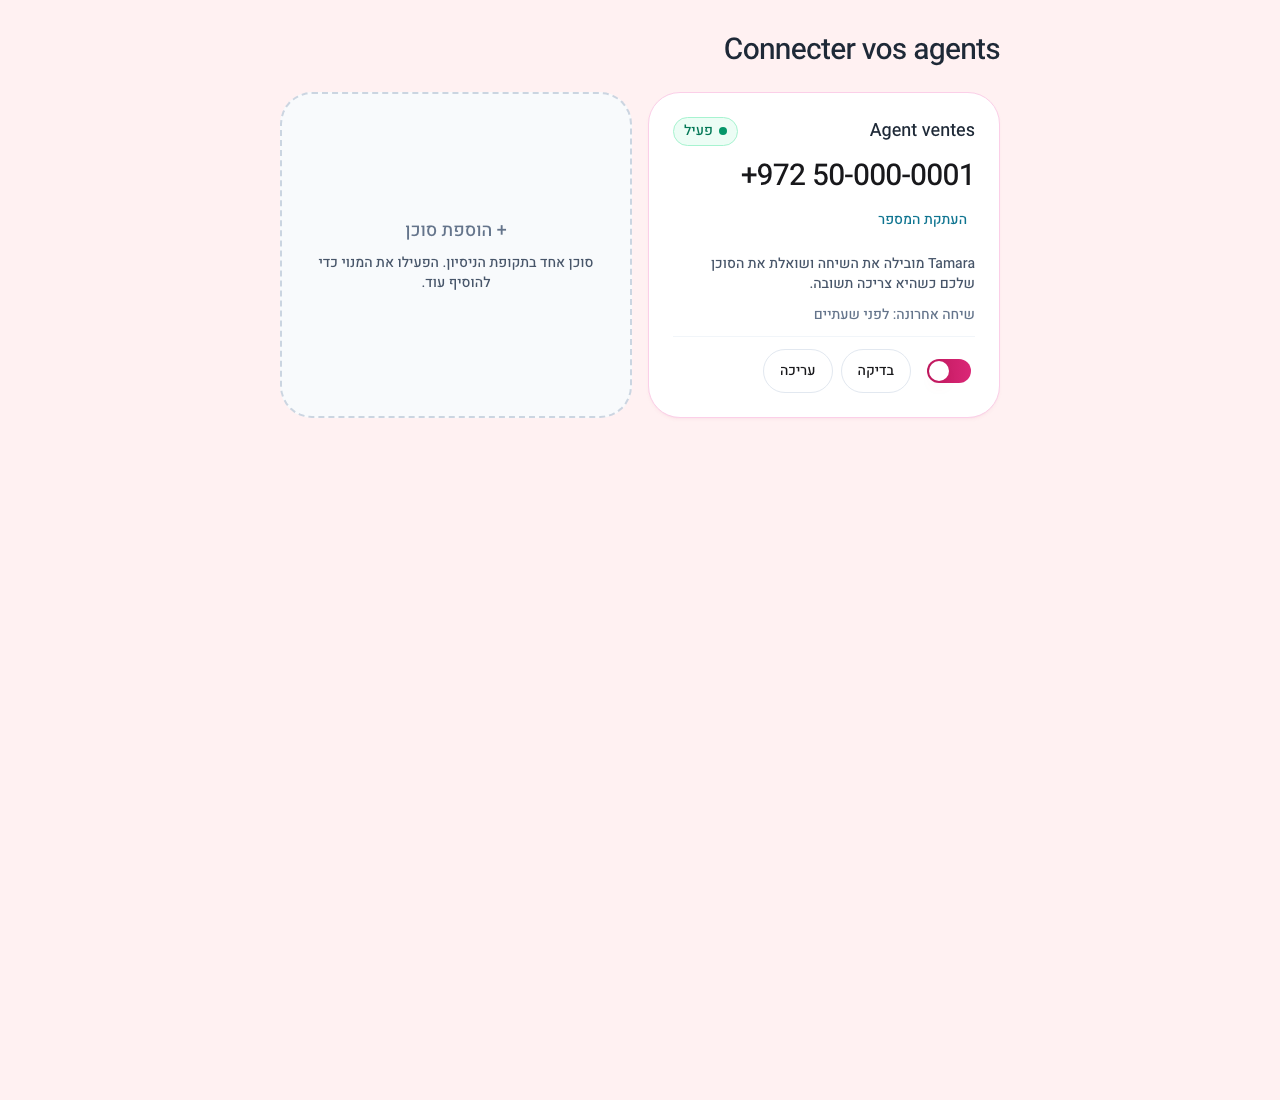 Connecter vos agents
Agent ventes
פעיל
+972 50-000-0001
העתקת המספר
Tamara מובילה את השיחה ושואלת את הסוכן
שלכם כשהיא צריכה תשובה.
שיחה אחרונה: לפני שעתיים
בדיקה
עריכה
+ הוספת סוכן
סוכן אחד בתקופת הניסיון. הפעילו את המנוי כדי
להוסיף עוד.